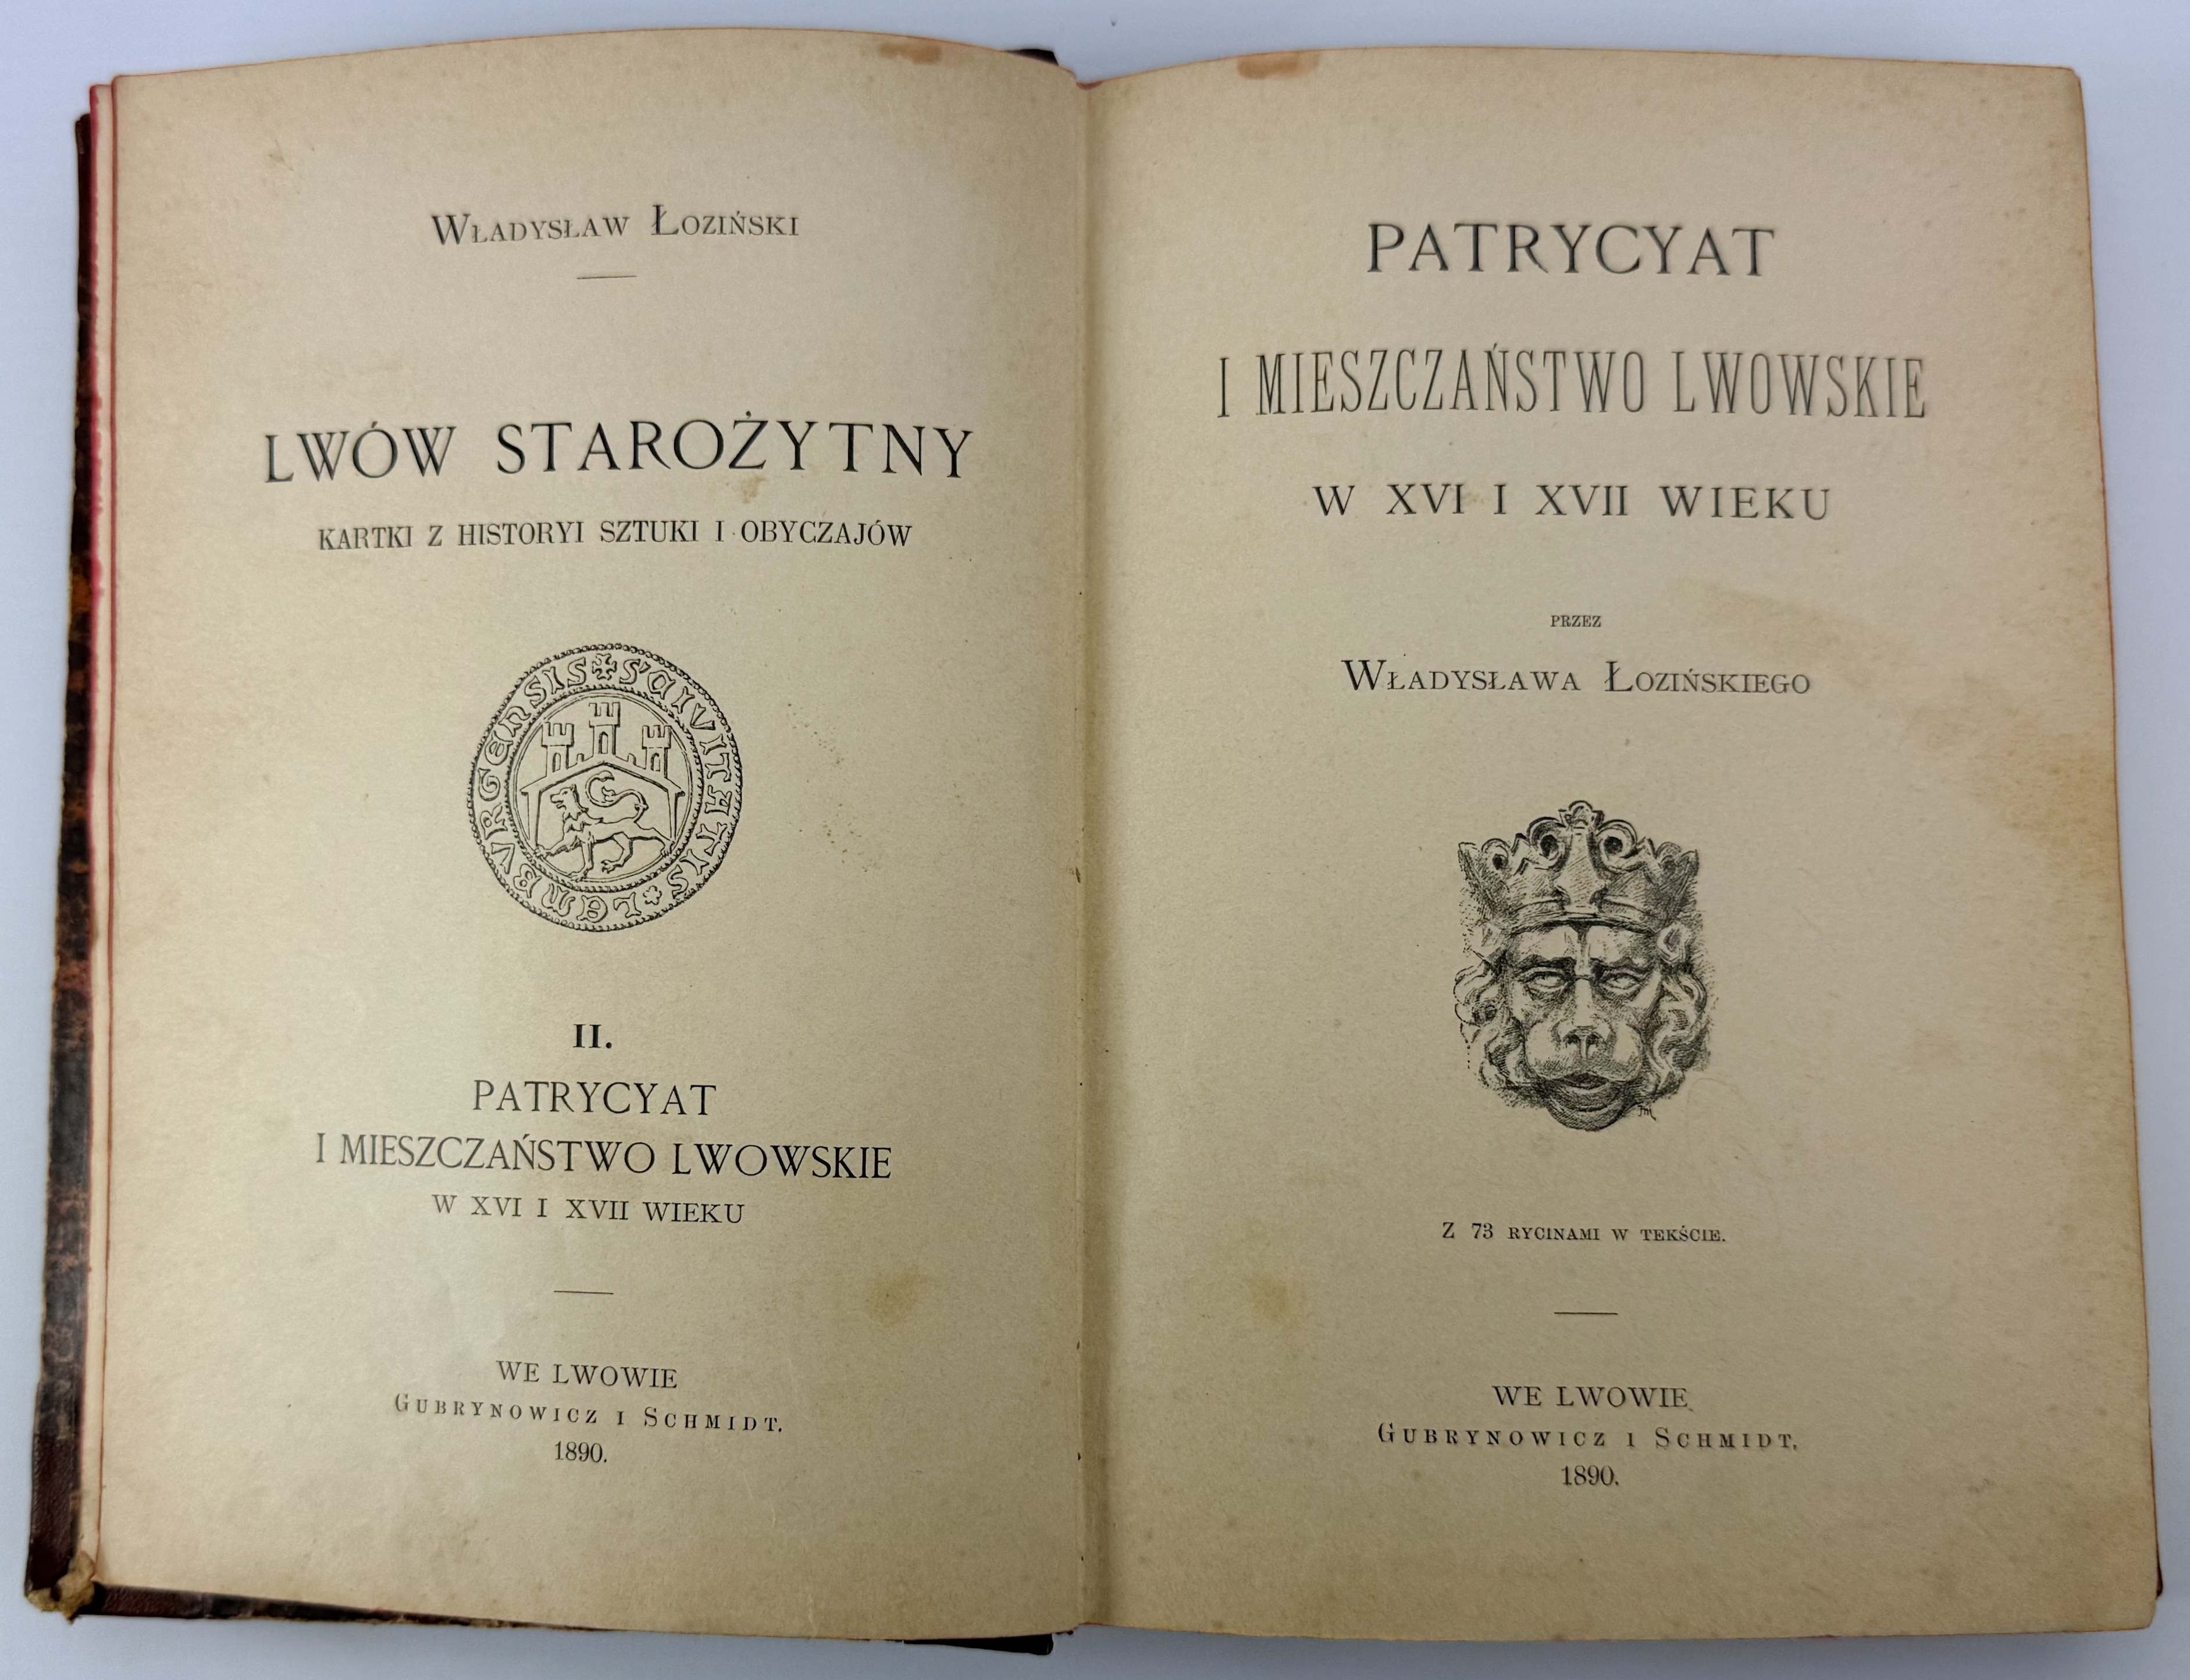 Władysław Łoziński
LWÓW STAROŻYTNY
KARTKI Z HISTORYI SZTUKI I OBYCZAJÓW
S'CIVITATIS LEMBVRGENSIS
II.
PATRYCYAT
I MIESZCZAŃSTWO LWOWSKIE
W XVI I XVII WIEKU
WE LWOWIE
Gubrynowicz i Schmidt.
1890.
PATRYCYAT
I MIESZCZAŃSTWO LWOWSKIE
W XVI I XVII WIEKU
PRZEZ
Władysława Łozińskiego
Z 73 RYCINAMI W TEKŚCIE.
WE LWOWIE
Gubrynowicz i Schmidt.
1890.